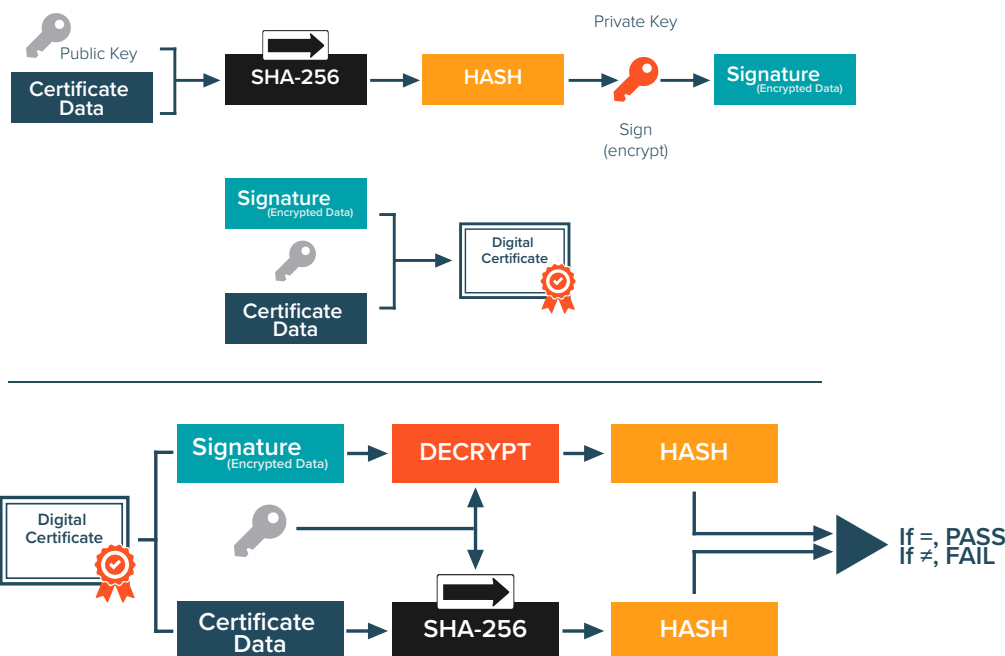 Private Key
Public Key
Certificate
Data
SHA-256
HASH
Signature
(Encrypted Data)
Sign
(encrypt)
Signature
(Encrypted Data)
Digital
Certificate
Certificate
Data
Signature
(Encrypted Data)
DECRYPT
HASH
Digital
Certificate
If =, PASS
If ≠, FAIL
Certificate
Data
SHA-256
HASH